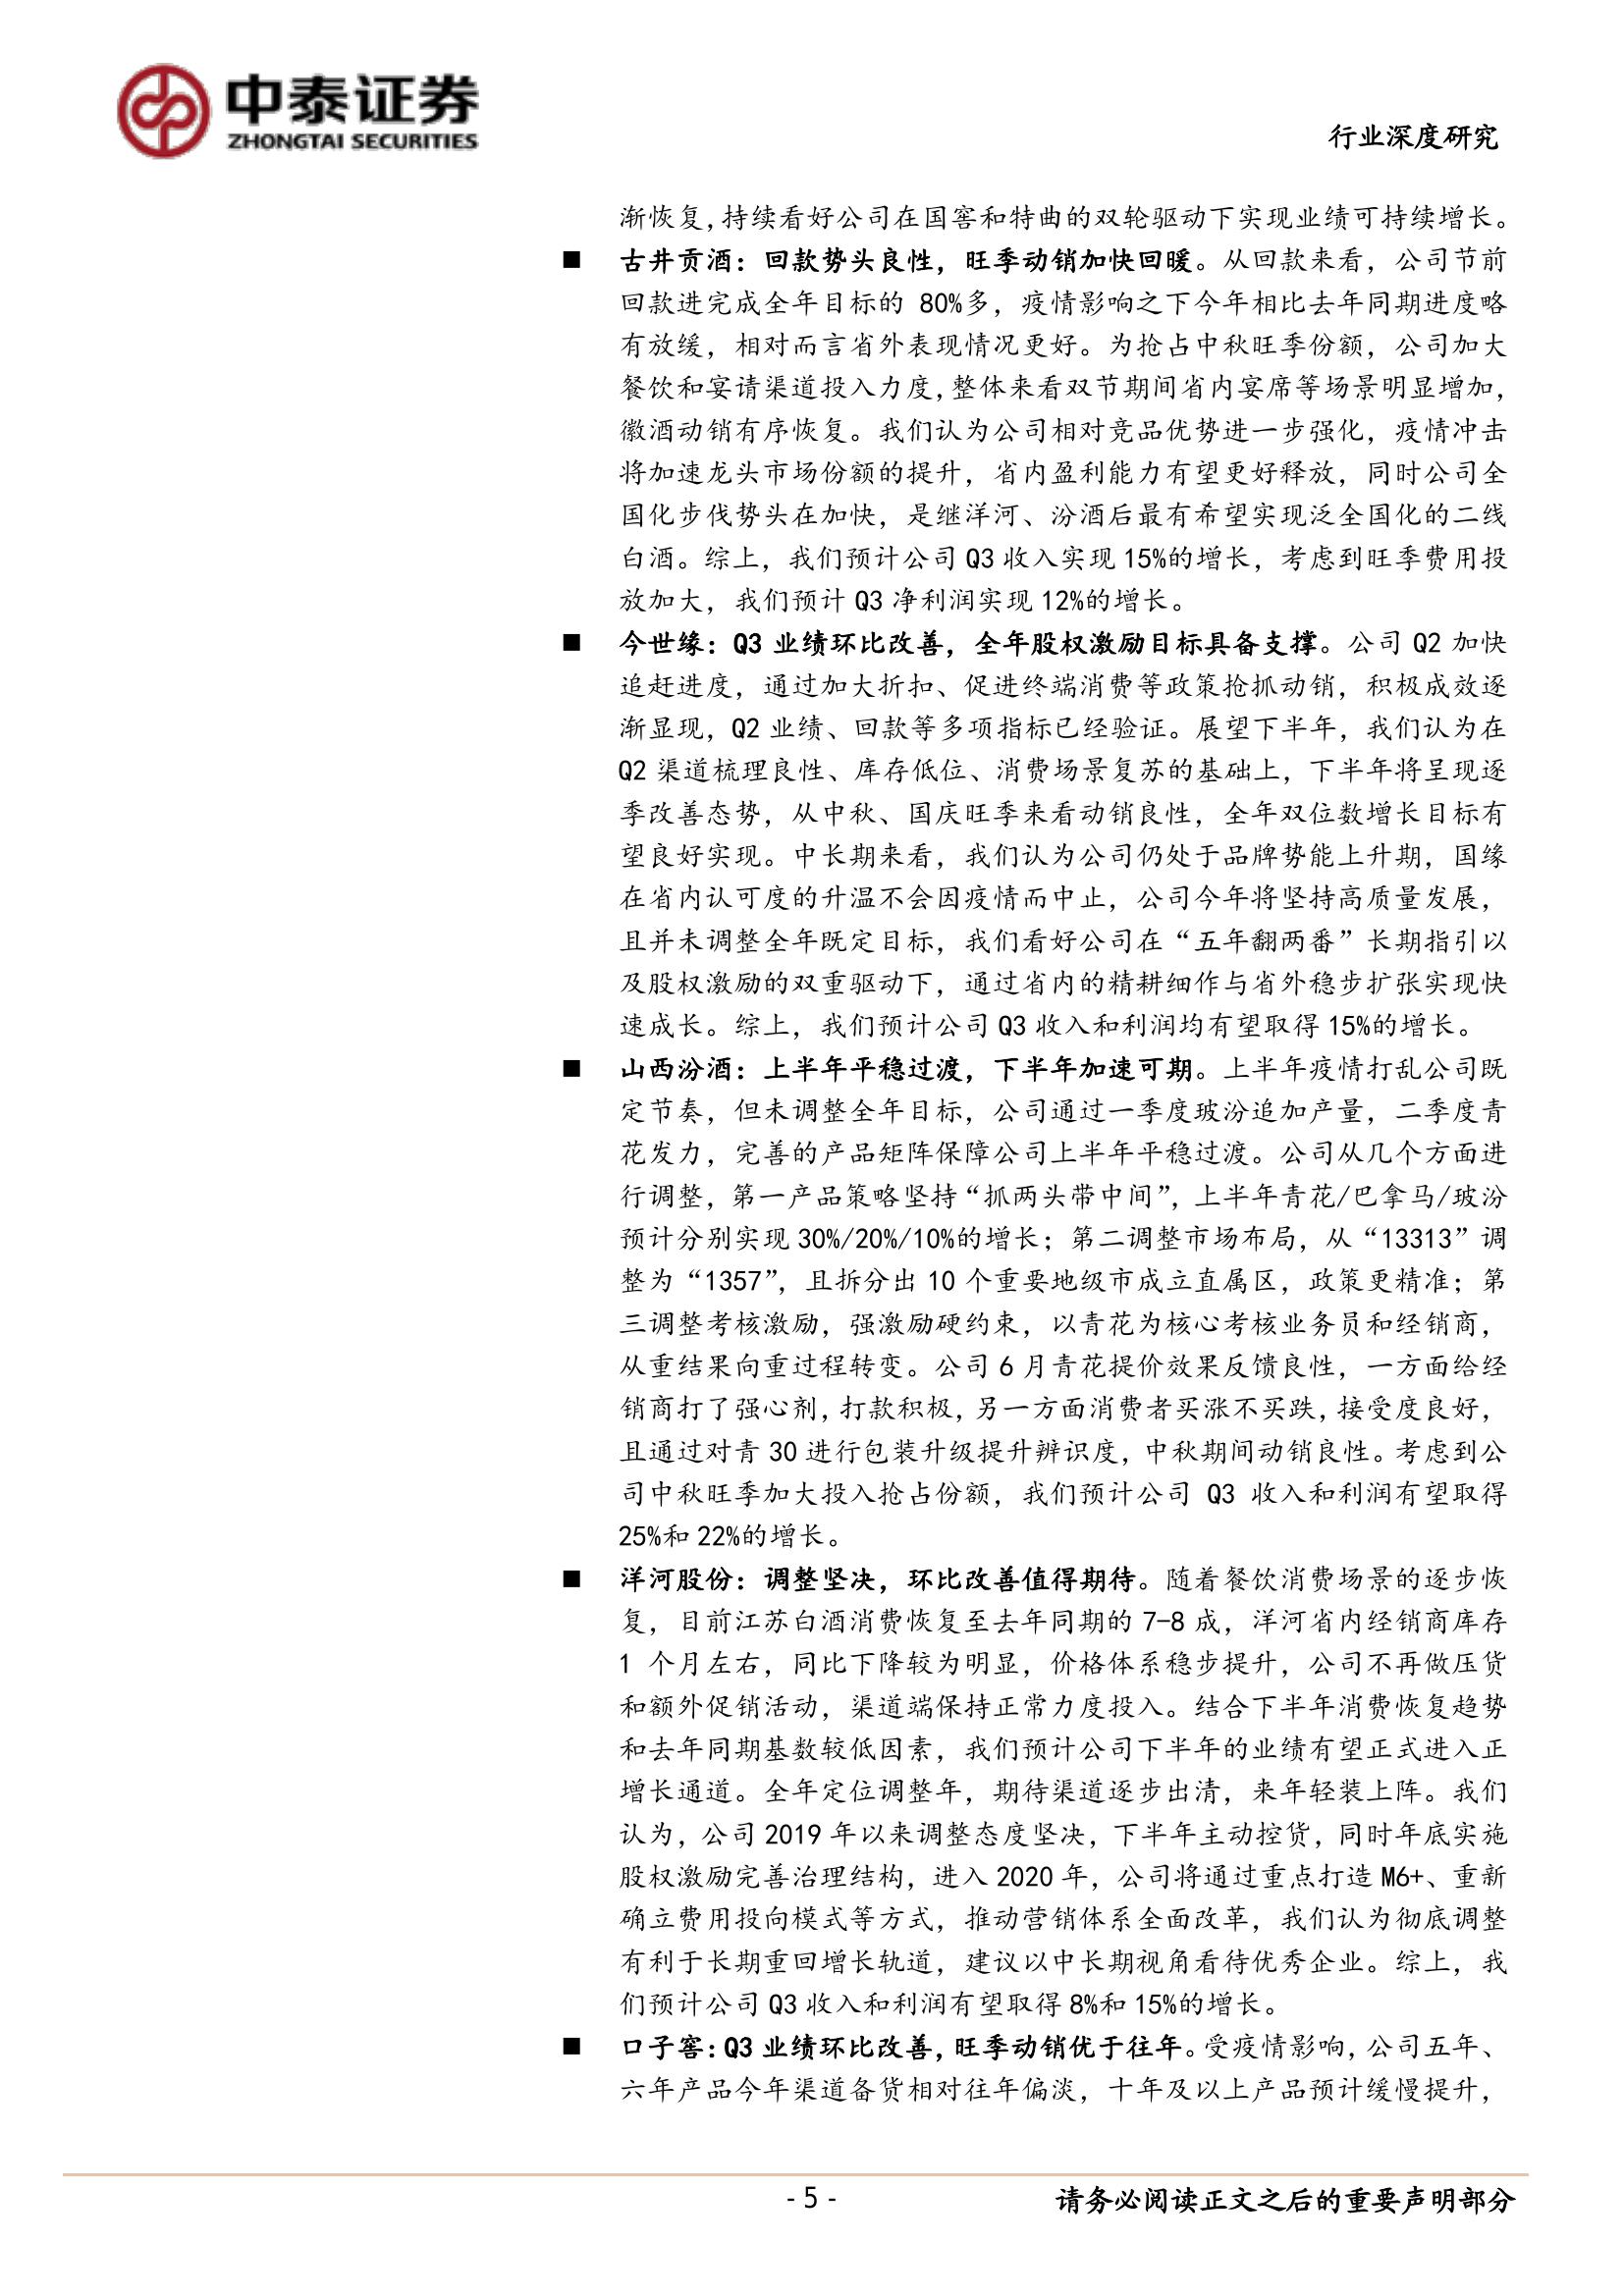 中泰证券
ZHONGTAI SECURITIES
行业深度研究
渐恢复，持续看好公司在国窖和特曲的双轮驱动下实现业绩可持续增长。
■ 古井贡酒：回款势头良性，旺季动销加快回暖。从回款来看，公司节前
回款进完成全年目标的 80%多，疫情影响之下今年相比去年同期进度略
有放缓，相对而言省外表现情况更好。为抢占中秋旺季份额，公司加大
餐饮和宴请渠道投入力度，整体来看双节期间省内宴席等场景明显增加，
徽酒动销有序恢复。我们认为公司相对竞品优势进一步强化，疫情冲击
将加速龙头市场份额的提升，省内盈利能力有望更好释放，同时公司全
国化步伐势头在加快，是继洋河、汾酒后最有希望实现泛全国化的二线
白酒。综上，我们预计公司 Q3 收入实现 15%的增长，考虑到旺季费用投
放加大，我们预计 Q3 净利润实现 12%的增长。
■ 今世缘：Q3 业绩环比改善，全年股权激励目标具备支撑。公司 Q2 加快
追赶进度，通过加大折扣、促进终端消费等政策抢抓动销，积极成效逐
渐显现，Q2 业绩、回款等多项指标已经验证。展望下半年，我们认为在
Q2 渠道梳理良性、库存低位、消费场景复苏的基础上，下半年将呈现逐
季改善态势，从中秋、国庆旺季来看动销良性，全年双位数增长目标有
望良好实现。中长期来看，我们认为公司仍处于品牌势能上升期，国缘
在省内认可度的升温不会因疫情而中止，公司今年将坚持高质量发展，
且并未调整全年既定目标，我们看好公司在“五年翻两番”长期指引以
及股权激励的双重驱动下，通过省内的精耕细作与省外稳步扩张实现快
速成长。综上，我们预计公司 Q3 收入和利润均有望取得 15%的增长。
■ 山西汾酒：上半年平稳过渡，下半年加速可期。上半年疫情打乱公司既
定节奏，但未调整全年目标，公司通过一季度玻汾追加产量，二季度青
花发力，完善的产品矩阵保障公司上半年平稳过渡。公司从几个方面进
行调整，第一产品策略坚持“抓两头带中间”，上半年青花/巴拿马/玻汾
预计分别实现 30%/20%/10%的增长；第二调整市场布局，从“13313”调
整为“1357”，且拆分出 10 个重要地级市成立直属区，政策更精准；第
三调整考核激励，强激励硬约束，以青花为核心考核业务员和经销商，
从重结果向重过程转变。公司 6 月青花提价效果反馈良性，一方面给经
销商打了强心剂，打款积极，另一方面消费者买涨不买跌，接受度良好，
且通过对青 30 进行包装升级提升辨识度，中秋期间动销良性。考虑到公
司中秋旺季加大投入抢占份额，我们预计公司 Q3 收入和利润有望取得
25%和 22%的增长。
■ 洋河股份：调整坚决，环比改善值得期待。随着餐饮消费场景的逐步恢
复，目前江苏白酒消费恢复至去年同期的 7-8 成，洋河省内经销商库存
1 个月左右，同比下降较为明显，价格体系稳步提升，公司不再做压货
和额外促销活动，渠道端保持正常力度投入。结合下半年消费恢复趋势
和去年同期基数较低因素，我们预计公司下半年的业绩有望正式进入正
增长通道。全年定位调整年，期待渠道逐步出清，来年轻装上阵。我们
认为，公司 2019 年以来调整态度坚决，下半年主动控货，同时年底实施
股权激励完善治理结构，进入 2020 年，公司将通过重点打造 M6+、重新
确立费用投向模式等方式，推动营销体系全面改革，我们认为彻底调整
有利于长期重回增长轨道，建议以中长期视角看待优秀企业。综上，我
们预计公司 Q3 收入和利润有望取得 8%和 15%的增长。
■ 口子窖：Q3 业绩环比改善，旺季动销优于往年。受疫情影响，公司五年、
六年产品今年渠道备货相对往年偏淡，十年及以上产品预计缓慢提升，
- 5 -
请务必阅读正文之后的重要声明部分